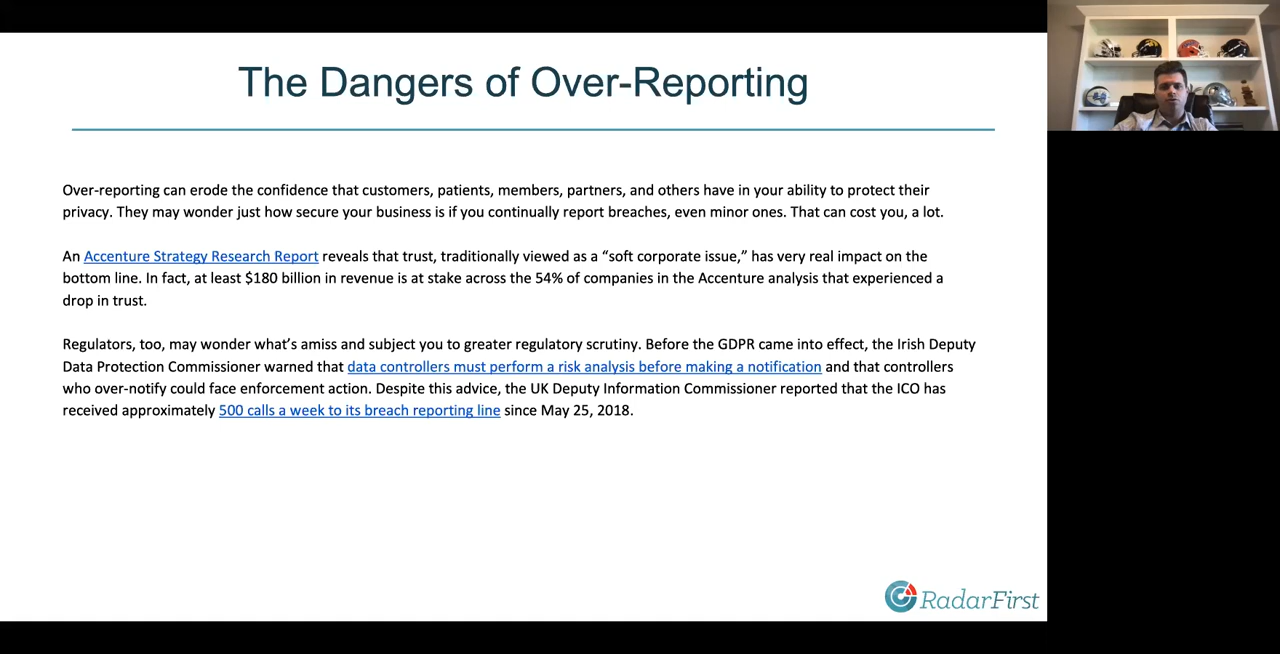 The Dangers of Over-Reporting
Over-reporting can erode the confidence that customers, patients, members, partners, and others have in your ability to protect their
privacy. They may wonder just how secure your business is if you continually report breaches, even minor ones. That can cost you, a lot.
An Accenture Strategy Research Report reveals that trust, traditionally viewed as a “soft corporate issue,” has very real impact on the
bottom line. In fact, at least $180 billion in revenue is at stake across the 54% of companies in the Accenture analysis that experienced a
drop in trust.
Regulators, too, may wonder what’s amiss and subject you to greater regulatory scrutiny. Before the GDPR came into effect, the Irish Deputy
Data Protection Commissioner warned that data controllers must perform a risk analysis before making a notification and that controllers
who over-notify could face enforcement action. Despite this advice, the UK Deputy Information Commissioner reported that the ICO has
received approximately 500 calls a week to its breach reporting line since May 25, 2018.
RadarFirst